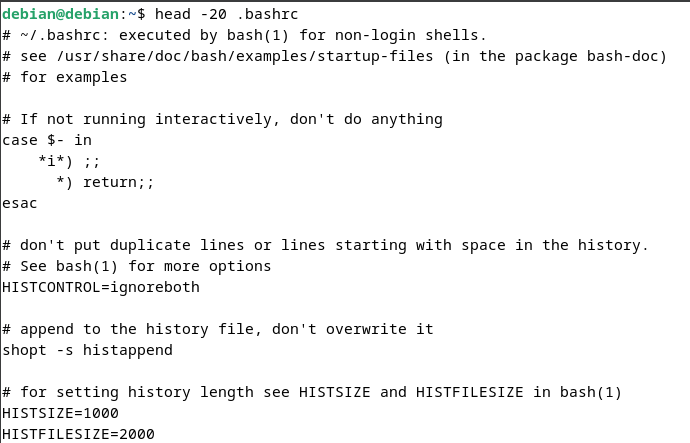 debian@debian:~$ head -20 .bashrc
# ~/.bashrc: executed by bash(1) for non-login shells.
# see /usr/share/doc/bash/examples/startup-files (in the package bash-doc)
# for examples

# If not running interactively, don't do anything
case $- in
    *i*) ;;
      *) return;;
esac

# don't put duplicate lines or lines starting with space in the history.
# See bash(1) for more options
HISTCONTROL=ignoreboth

# append to the history file, don't overwrite it
shopt -s histappend

# for setting history length see HISTSIZE and HISTFILESIZE in bash(1)
HISTSIZE=1000
HISTFILESIZE=2000